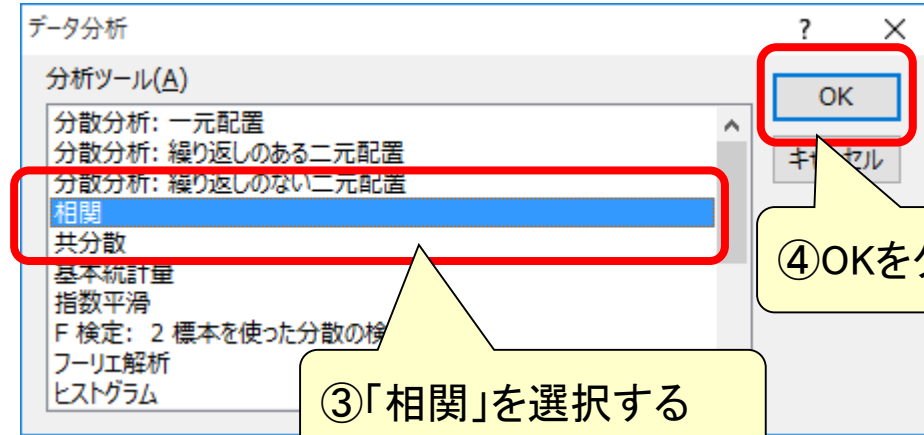 データ分析
? ×
分析ツール(A)
OK
分散分析: 一元配置
分散分析: 繰り返しのある二元配置
分散分析: 繰り返しのない二元配置
相関
共分散
基本統計量
指数平滑
F 検定: 2 標本を使った分散の検
フーリエ解析
ヒストグラム
④OKを
③「相関」を選択する